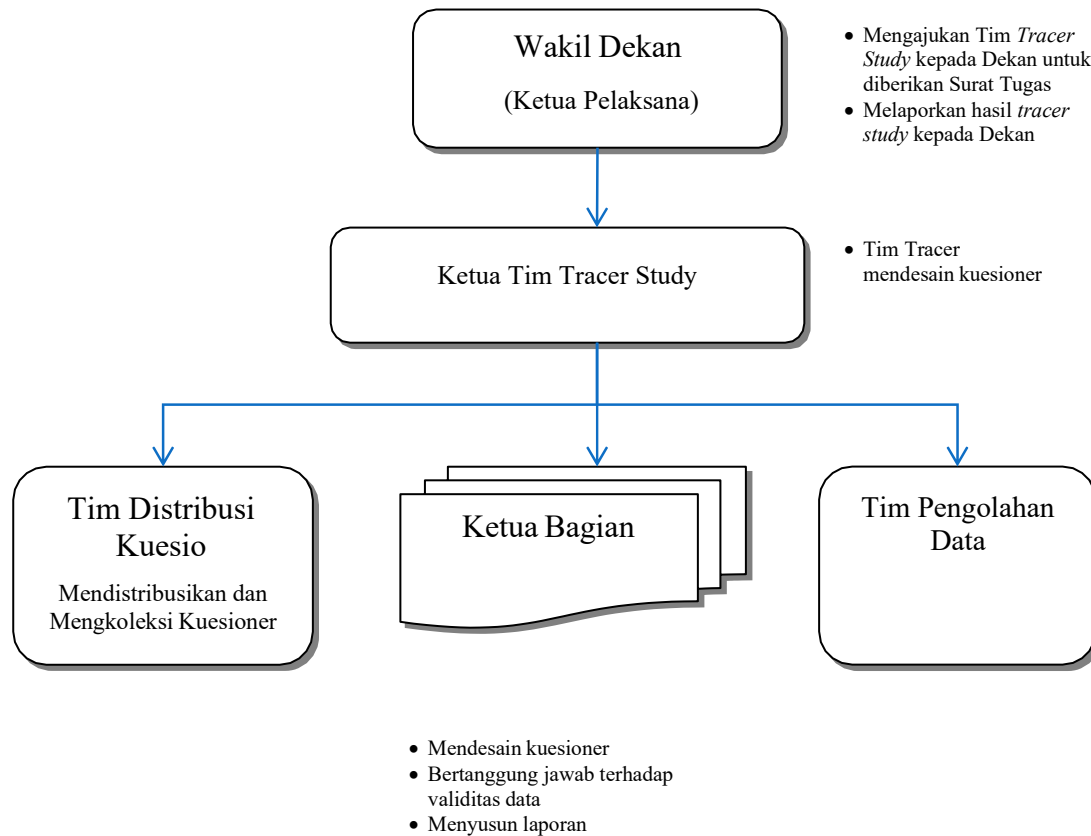 Wakil Dekan
(Ketua Pelaksana)
• Mengajukan Tim Tracer
Study kepada Dekan untuk
diberikan Surat Tugas
• Melaporkan hasil tracer
study kepada Dekan
Ketua Tim Tracer Study
• Tim Tracer
mendesain kuesioner
Tim Distribusi
Kuesio
Mendistribusikan dan
Mengkoleksi Kuesioner
Ketua Bagian
Tim Pengolahan
Data
• Mendesain kuesioner
• Bertanggung jawab terhadap
validitas data
• Menyusun laporan